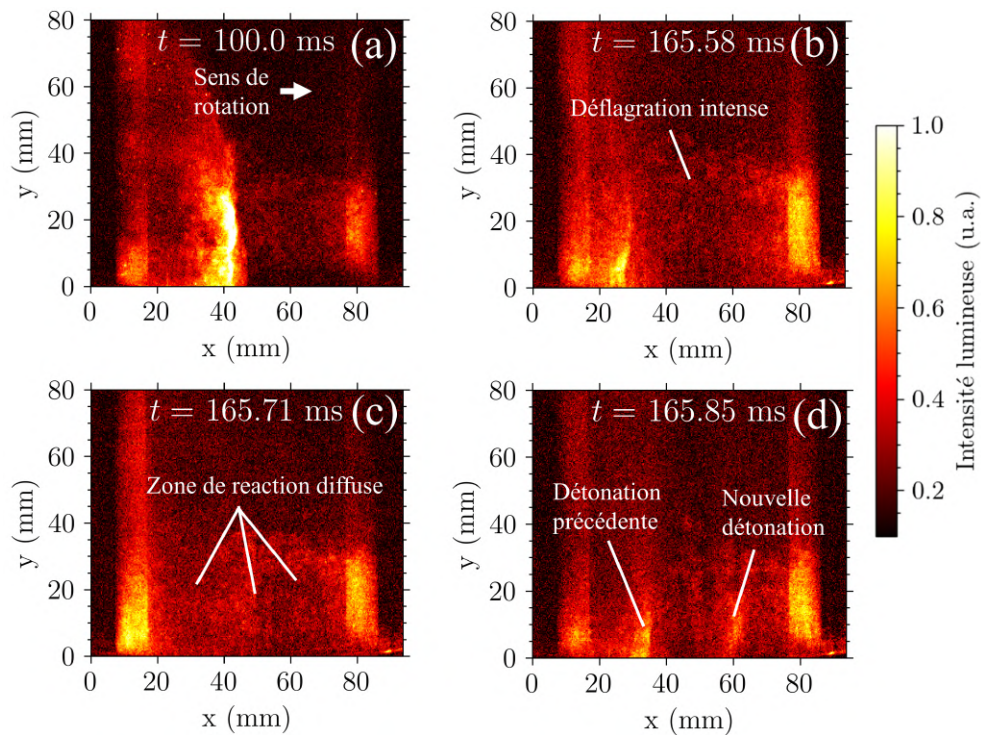 t = 100.0 ms (a)
Sens de
rotation
80
60
40
20
0
y (mm)
0 20 40 60 80
x (mm)
t = 165.58 ms (b)
Déflagration intense
80
60
40
20
0
y (mm)
0 20 40 60 80
x (mm)
t = 165.71 ms (c)
Zone de reaction diffuse
80
60
40
20
0
y (mm)
0 20 40 60 80
x (mm)
t = 165.85 ms (d)
Détonation
précédente
Nouvelle
détonation
80
60
40
20
0
y (mm)
0 20 40 60 80
x (mm)
1.0
0.8
0.6
0.4
0.2
Intensité lumineuse (u.a.)